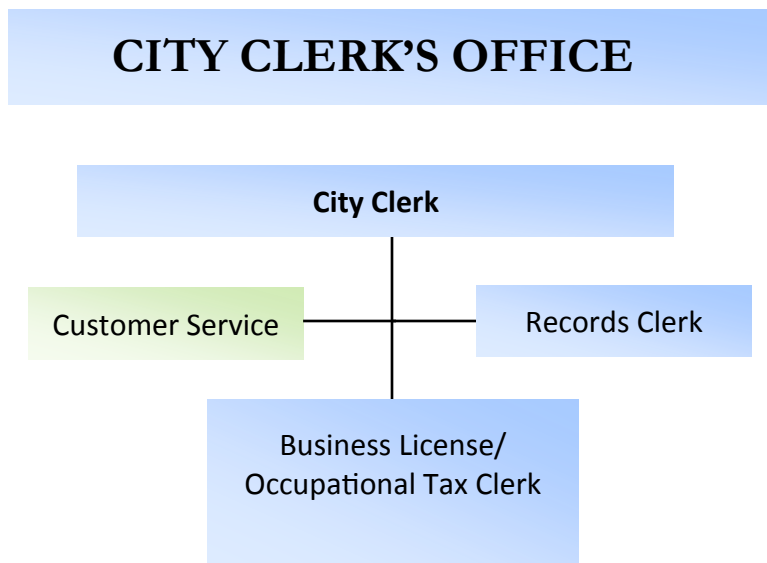 CITY CLERK’S OFFICE
City Clerk
Customer Service
Records Clerk
Business License/
Occupational Tax Clerk